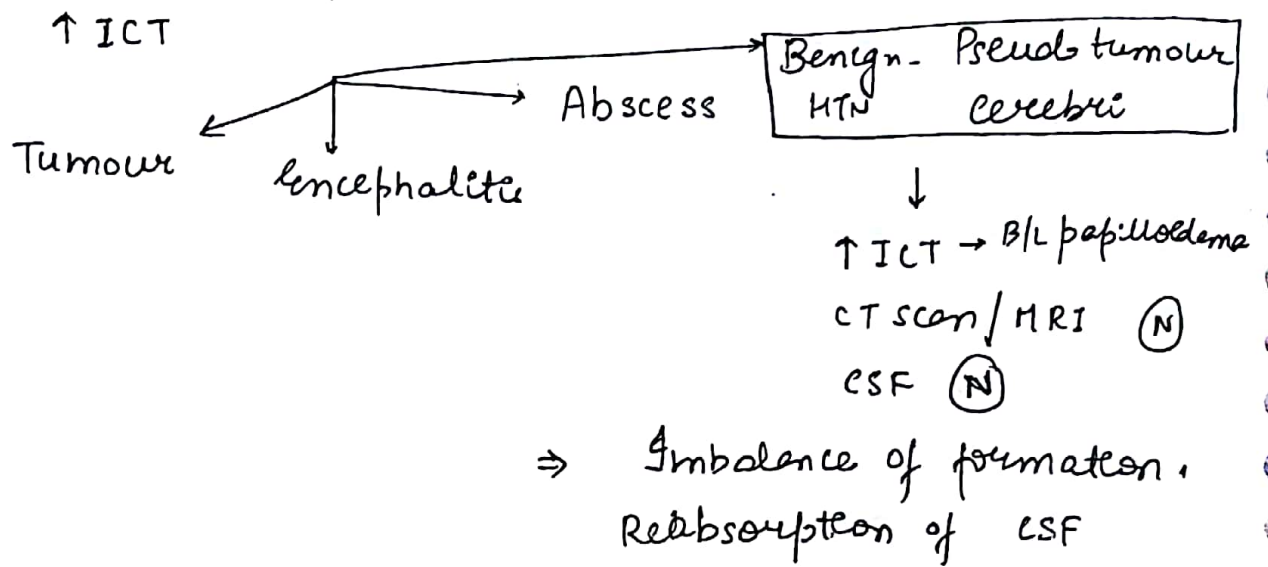 ↑ ICT
Benign- Pseudo tumour
HTN cerebri
Abscess
Tumour
Encephalitis
↓
↑ ICT → B/L papilloedema
CT scan / MRI Ⓝ
CSF Ⓝ
⇒ Imbalance of formation.
Reabsorption of CSF